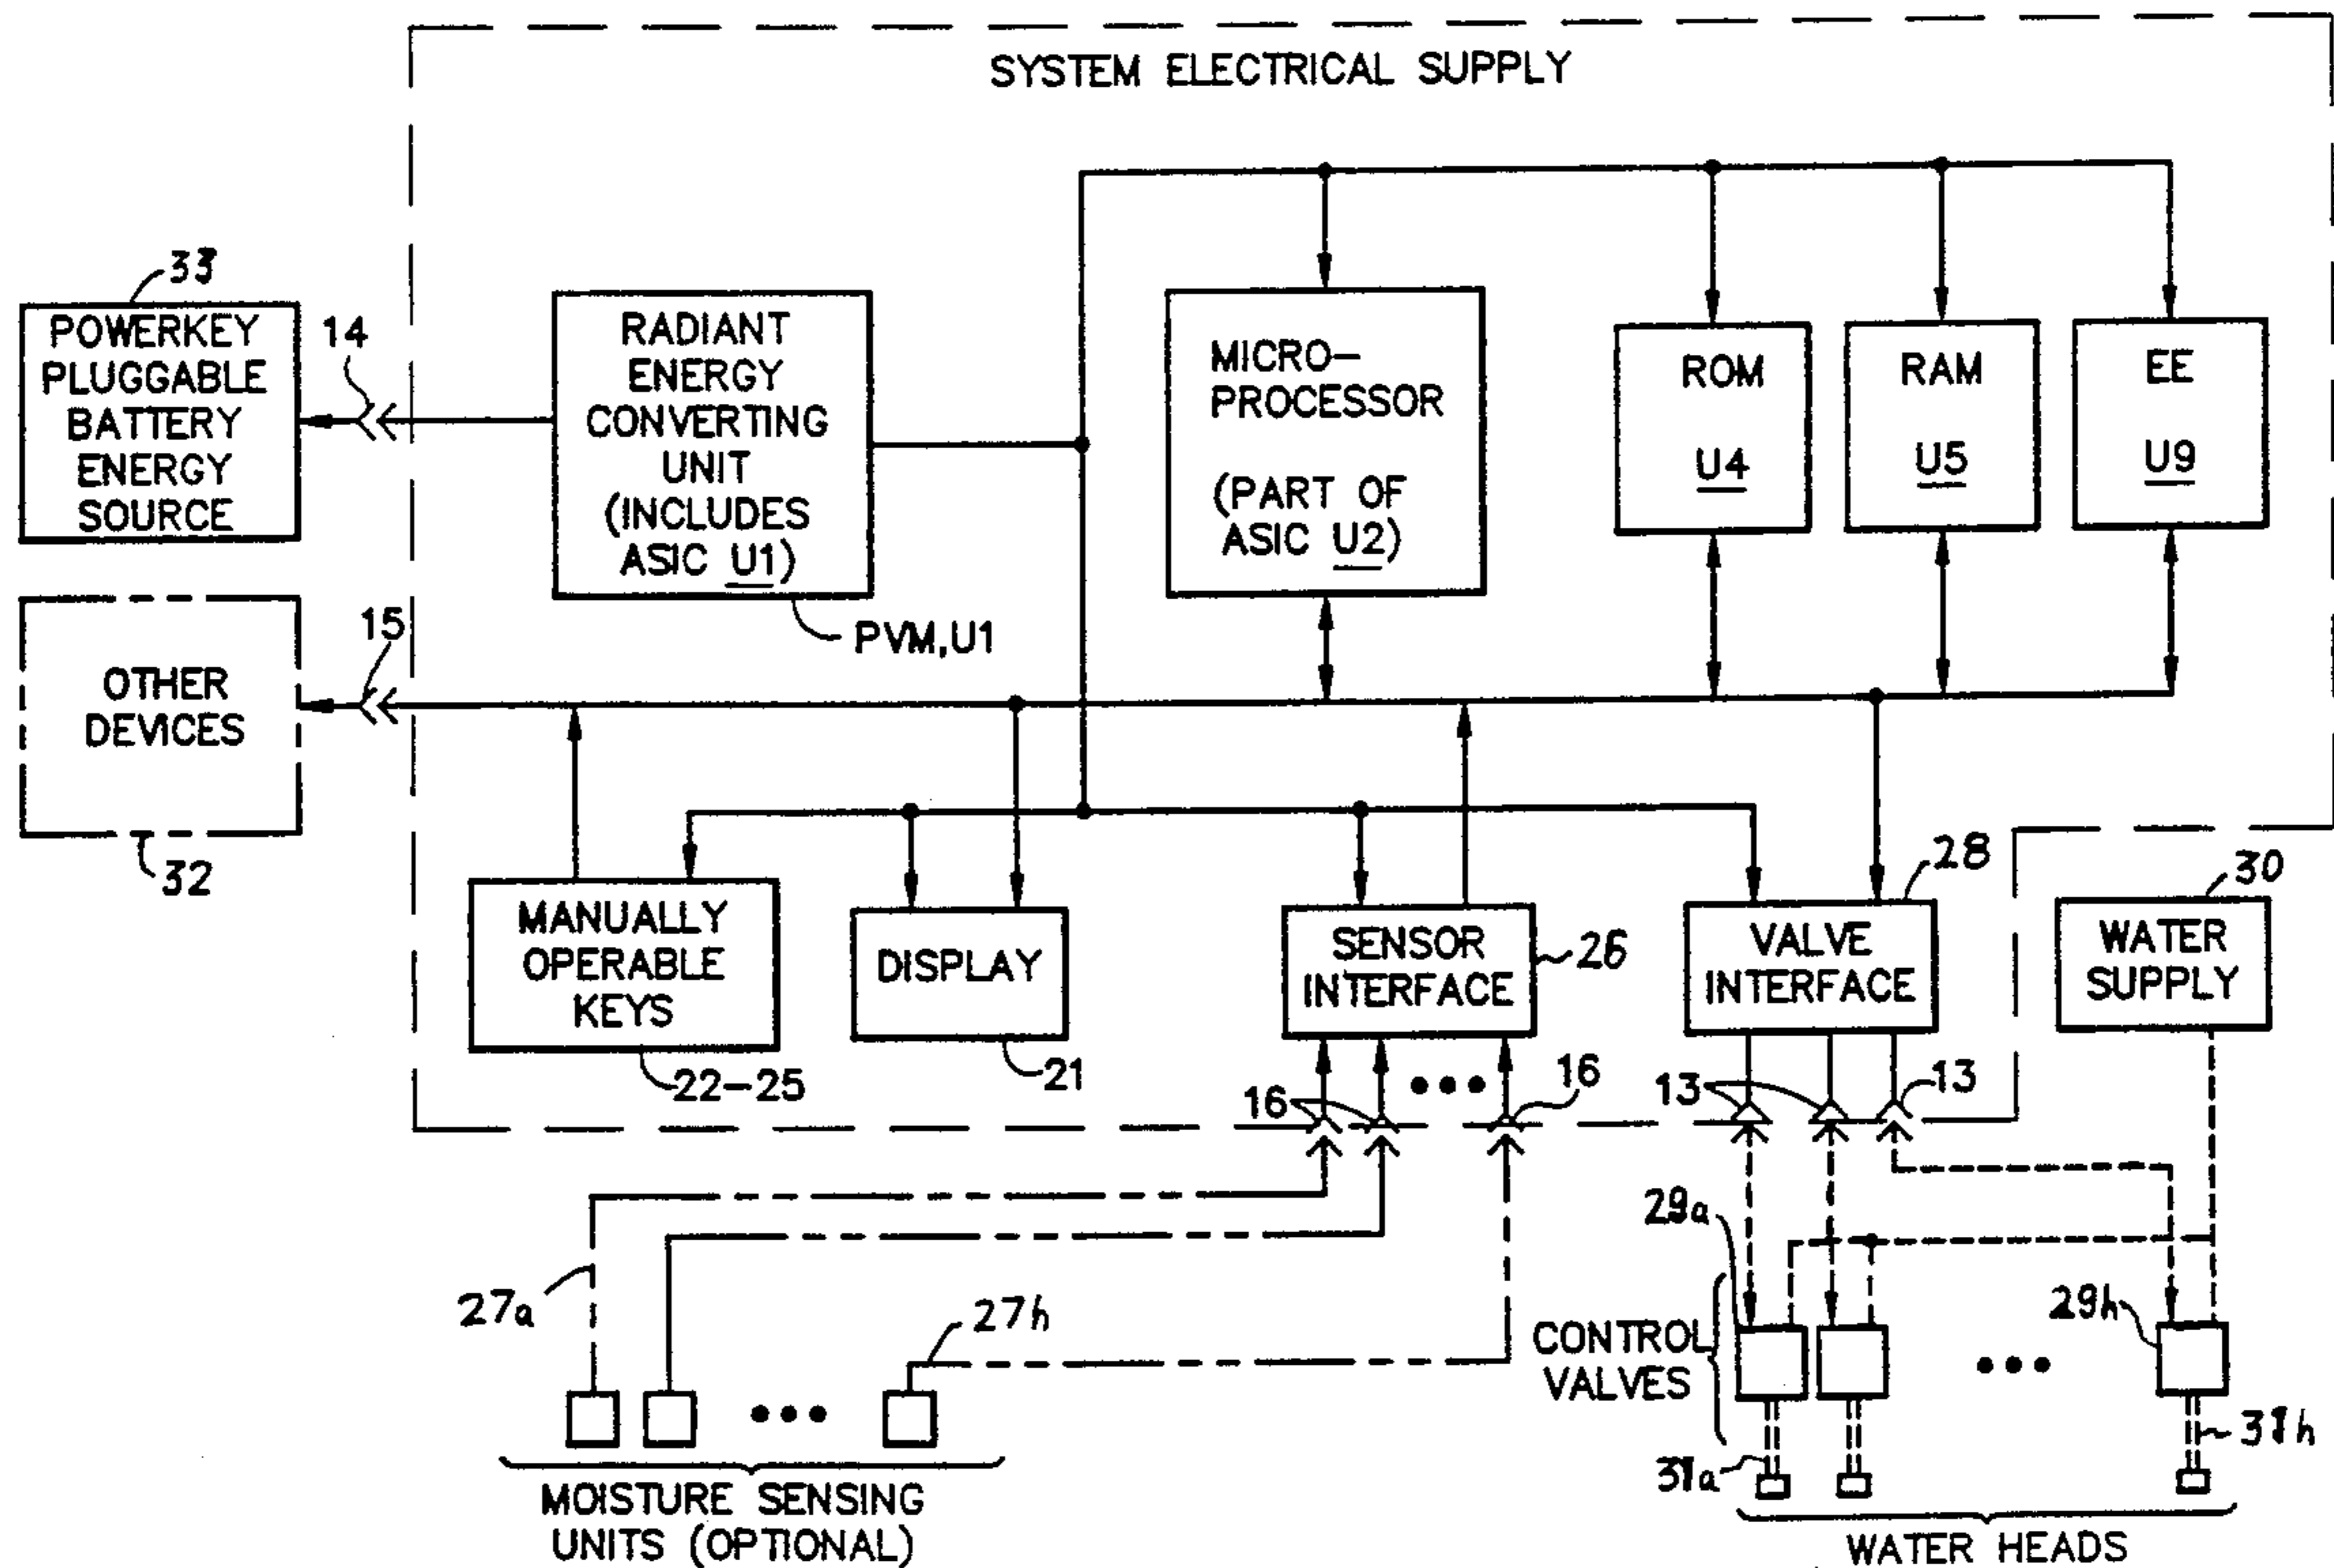 SYSTEM ELECTRICAL SUPPLY
33
POWERKEY
PLUGGABLE
BATTERY
ENERGY
SOURCE
14
RADIANT
ENERGY
CONVERTING
UNIT
(INCLUDES
ASIC U1)
PVM,U1
MICRO-
PROCESSOR
(PART OF
ASIC U2)
ROM
U4
RAM
U5
EE
U9
OTHER
DEVICES
32
15
MANUALLY
OPERABLE
KEYS
22-25
DISPLAY
21
SENSOR
INTERFACE
26
VALVE
INTERFACE
28
WATER
SUPPLY
30
16
16
13
13
27a
27h
MOISTURE SENSING
UNITS (OPTIONAL)
29a
29h
CONTROL
VALVES
31a
31h
WATER HEADS